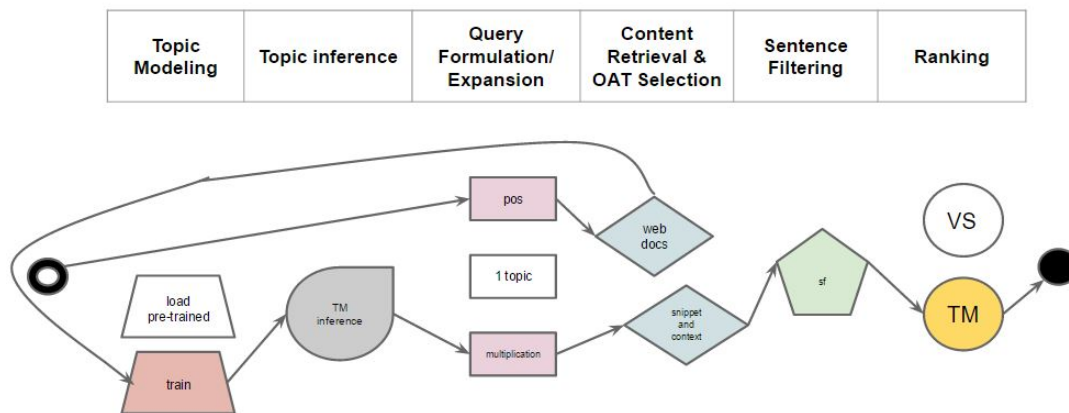 Topic
Modeling
Topic inference
Query
Formulation/
Expansion
Content
Retrieval &
OAT Selection
Sentence
Filtering
Ranking
pos
web
docs
VS
1 topic
load
pre-trained
TM
inference
sf
snippet
and
context
TM
multiplication
train